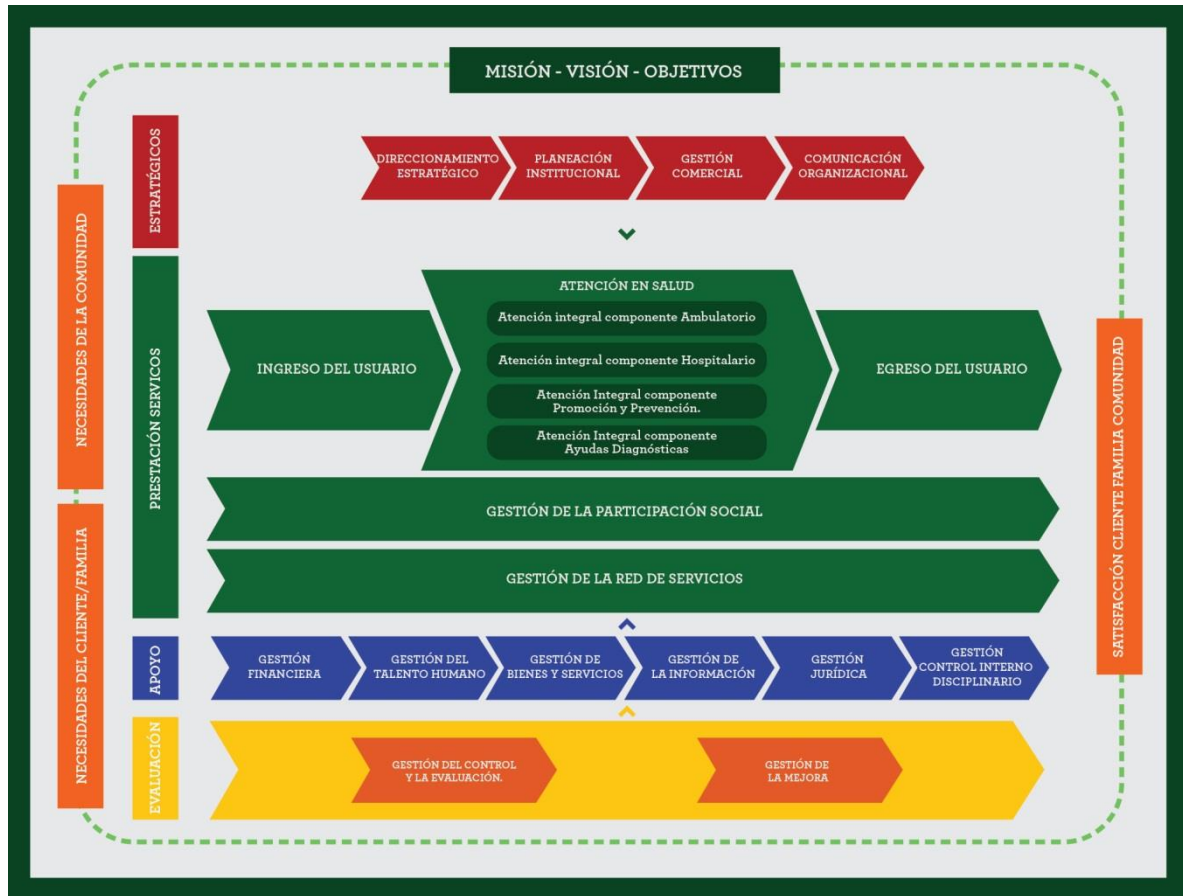 MISIÓN - VISIÓN - OBJETIVOS
ESTRATÉGICOS
DIRECCIONAMIENTO
ESTRATÉGICO
PLANEACIÓN
INSTITUCIONAL
GESTIÓN
COMERCIAL
COMUNICACIÓN
ORGANIZACIONAL
NECESIDADES DE LA COMUNIDAD
NECESIDADES DEL CLIENTE/FAMILIA
PRESTACIÓN SERVICOS
INGRESO DEL USUARIO
ATENCIÓN EN SALUD
Atención integral componente Ambulatorio
Atención integral componente Hospitalario
Atención Integral componente
Promoción y Prevención.
Atención Integral componente
Ayudas Diagnósticas
EGRESO DEL USUARIO
GESTIÓN DE LA PARTICIPACIÓN SOCIAL
GESTIÓN DE LA RED DE SERVICIOS
SATISFACCIÓN CLIENTE FAMILIA COMUNIDAD
APOYO
GESTIÓN
FINANCIERA
GESTIÓN DEL
TALENTO HUMANO
GESTIÓN DE
BIENES Y SERVICIOS
GESTIÓN DE
LA INFORMACIÓN
GESTIÓN
JURÍDICA
GESTIÓN
CONTROL INTERNO
DISCIPLINARIO
EVALUACIÓN
GESTIÓN DEL CONTROL
Y LA EVALUACIÓN.
GESTIÓN DE
LA MEJORA